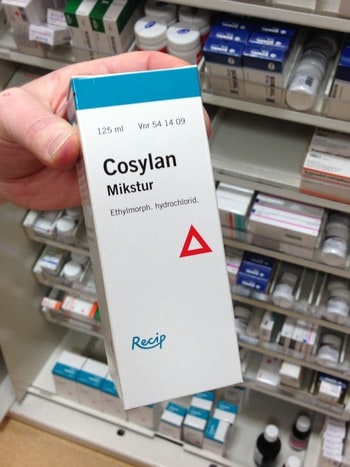 125 ml Vnr 54 14 09
Cosylan
Mikstur
Ethylmorph. hydrochlorid.
Recip